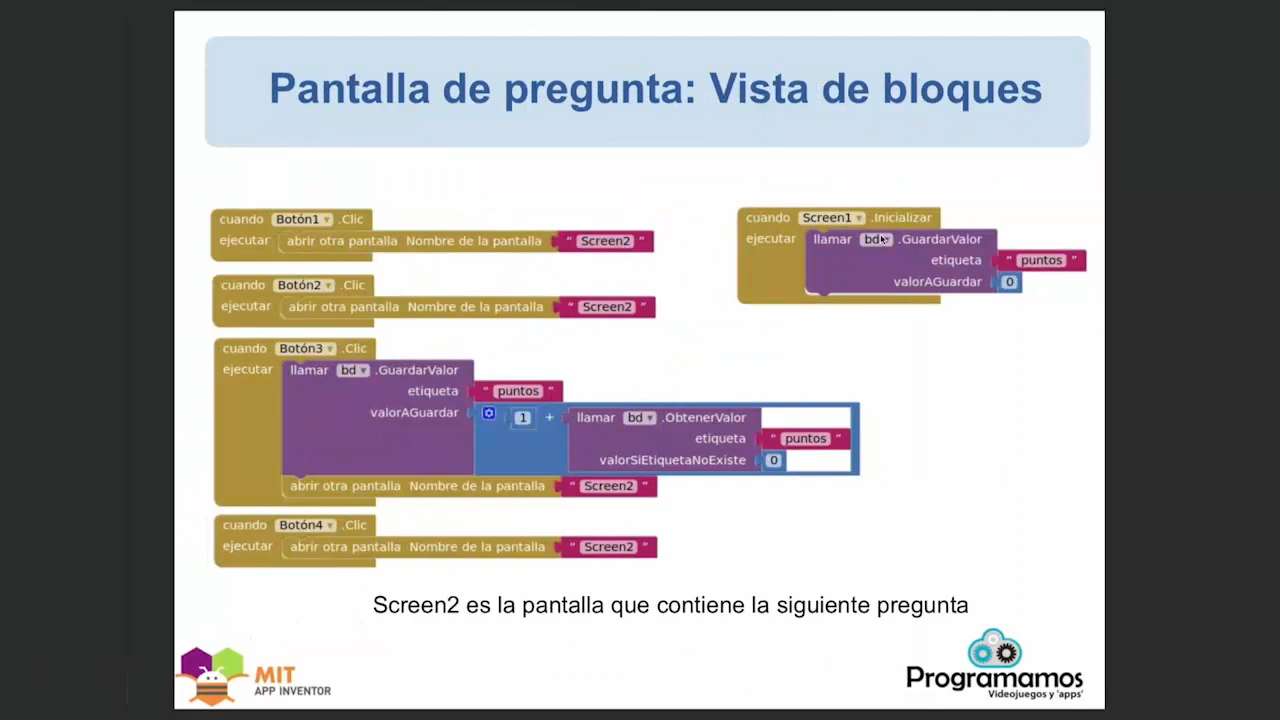 Pantalla de pregunta: Vista de bloques
cuando Botón1 .Clic
ejecutar abrir otra pantalla Nombre de la pantalla " Screen2 "
cuando Botón2 .Clic
ejecutar abrir otra pantalla Nombre de la pantalla " Screen2 "
cuando Botón3 .Clic
ejecutar llamar bd .GuardarValor
etiqueta " puntos "
valorAGuardar 1 + llamar bd .ObtenerValor
etiqueta " puntos "
valorSiEtiquetaNoExiste 0
abrir otra pantalla Nombre de la pantalla " Screen2 "
cuando Botón4 .Clic
ejecutar abrir otra pantalla Nombre de la pantalla " Screen2 "
cuando Screen1 .Inicializar
ejecutar llamar bd .GuardarValor
etiqueta " puntos "
valorAGuardar 0
Screen2 es la pantalla que contiene la siguiente pregunta
MIT
APP INVENTOR
Programamos
Videojuegos y 'apps'